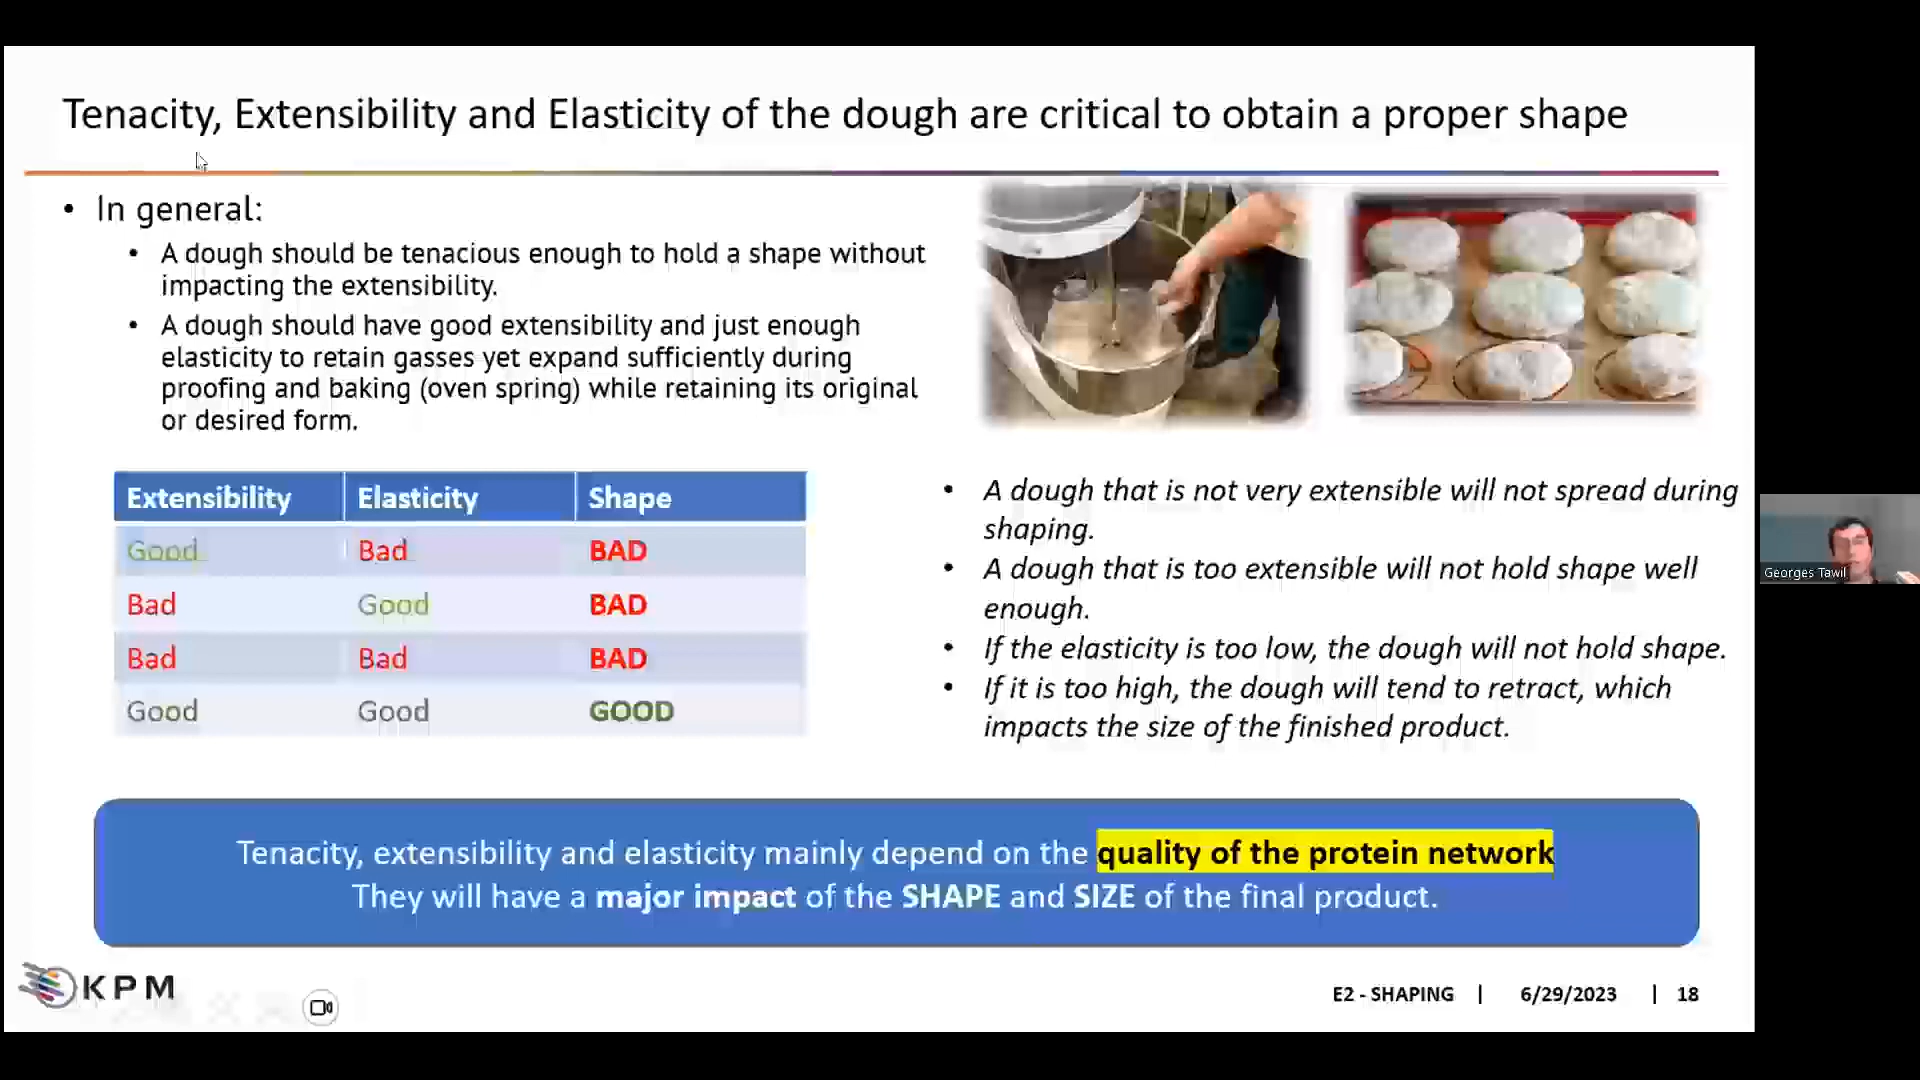 Tenacity, Extensibility and Elasticity of the dough are critical to obtain a proper shape
• In general:
• A dough should be tenacious enough to hold a shape without
impacting the extensibility.
• A dough should have good extensibility and just enough
elasticity to retain gasses yet expand sufficiently during
proofing and baking (oven spring) while retaining its original
or desired form.
Extensibility Elasticity Shape
Good Bad BAD
Bad Good BAD
Bad Bad BAD
Good Good GOOD
• A dough that is not very extensible will not spread during
shaping.
• A dough that is too extensible will not hold shape well
enough.
• If the elasticity is too low, the dough will not hold shape.
• If it is too high, the dough will tend to retract, which
impacts the size of the finished product.
Georges Tawil
Tenacity, extensibility and elasticity mainly depend on the quality of the protein network
They will have a major impact of the SHAPE and SIZE of the final product.
KPM
E2 - SHAPING | 6/29/2023 | 18